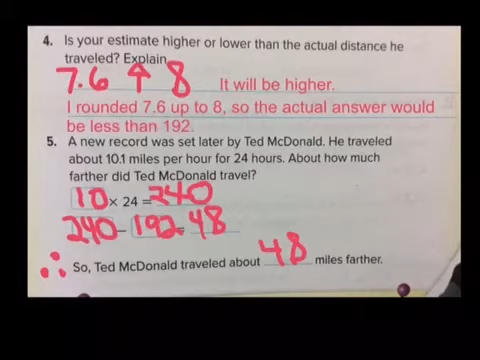 4. Is your estimate higher or lower than the actual distance he
traveled? Explain.
7.6 ↑ 8 It will be higher.
I rounded 7.6 up to 8, so the actual answer would
be less than 192.
5. A new record was set later by Ted McDonald. He traveled
about 10.1 miles per hour for 24 hours. About how much
farther did Ted McDonald travel?
10 × 24 = 240
240 - 192 = 48
∴ So, Ted McDonald traveled about 48 miles farther.